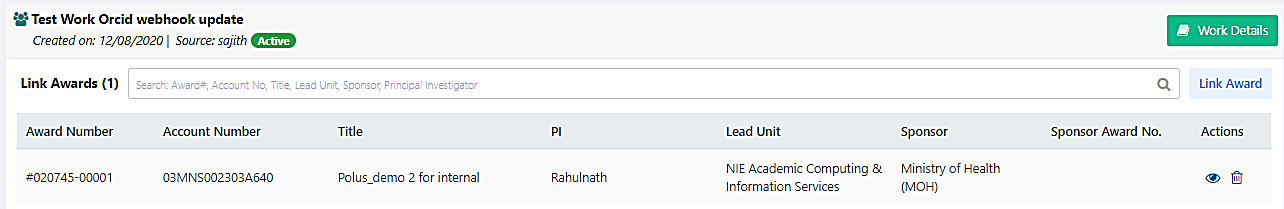 Test Work Orcid webhook update
Created on: 12/08/2020 | Source: sajith Active
Work Details
Link Awards (1)
Search: Award#, Account No, Title, Lead Unit, Sponsor, Principal Investigator
Link Award
Award Number Account Number Title PI Lead Unit Sponsor Sponsor Award No. Actions
#020745-00001 03MNS002303A640 Polus_demo 2 for internal Rahulnath NIE Academic Computing & Ministry of Health
Information Services (MOH)